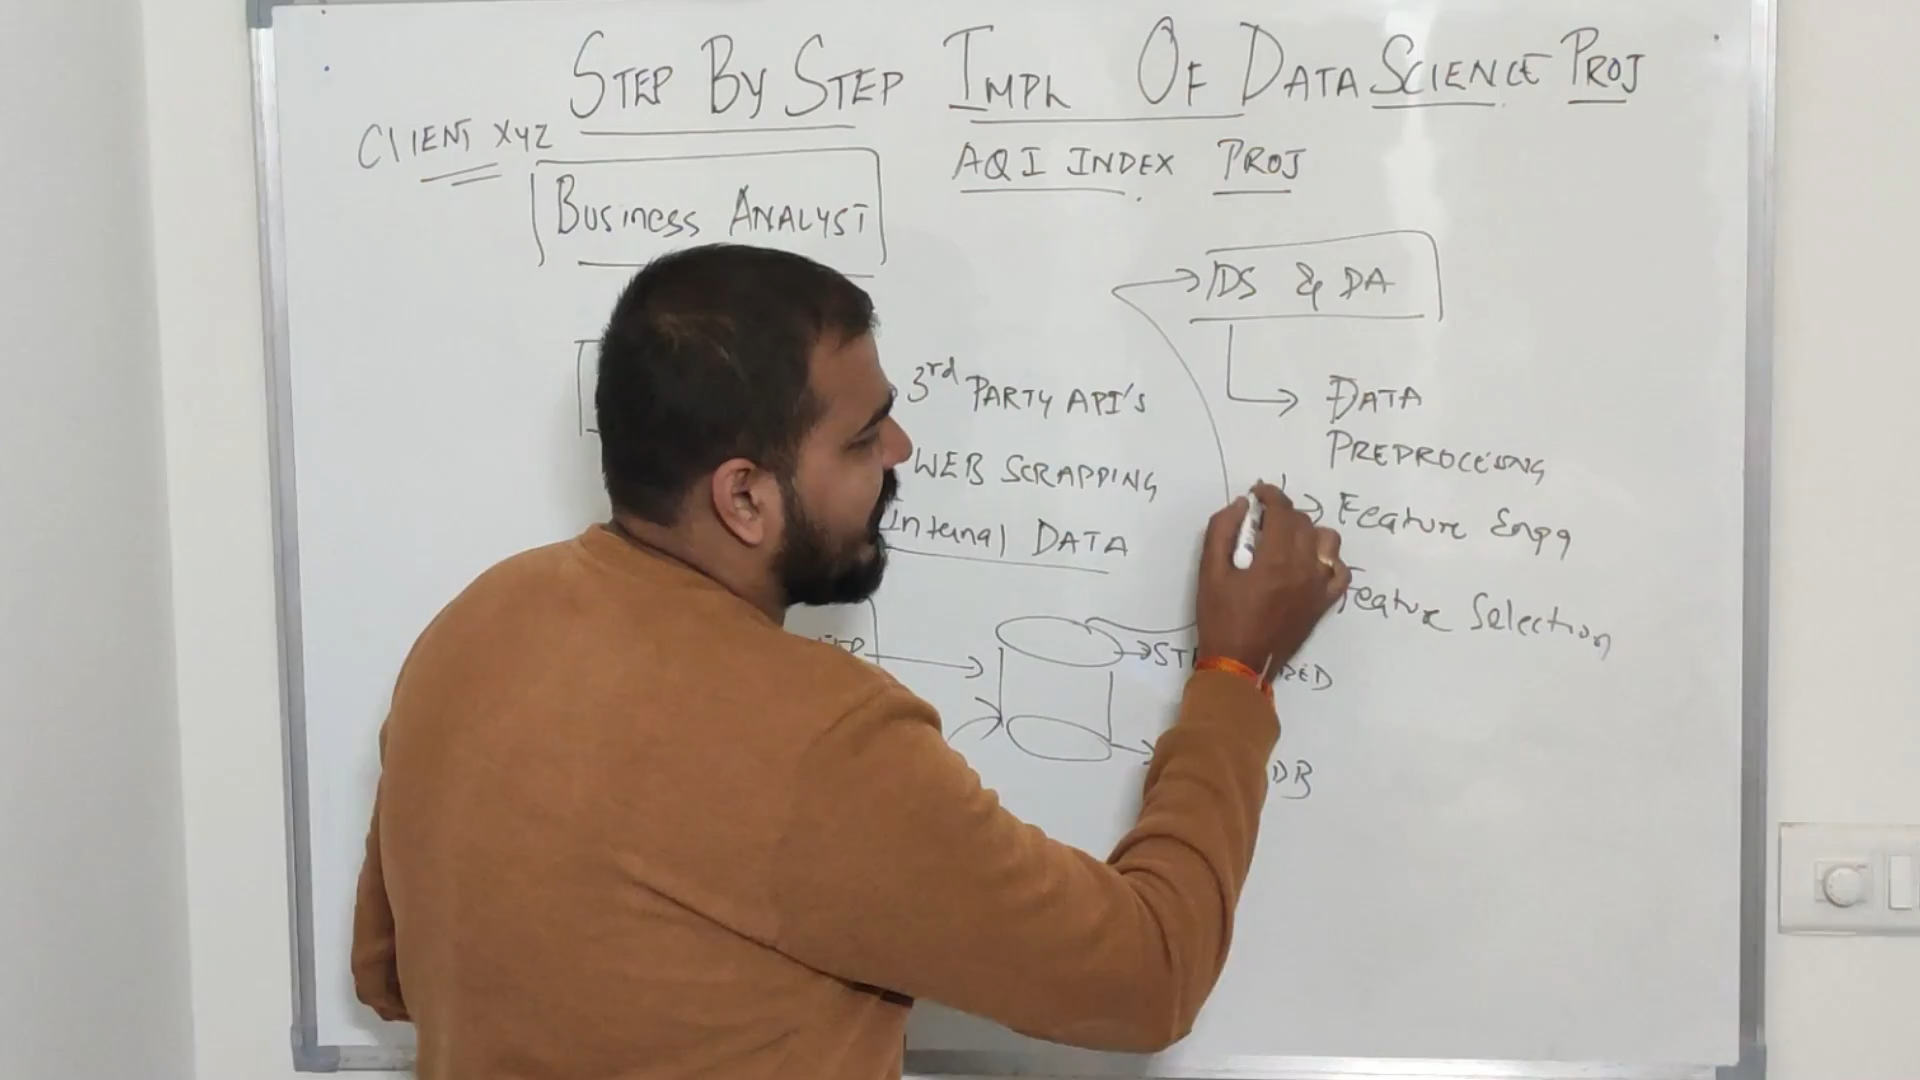 STEP BY STEP IMPL OF DATA SCIENCE PROJ
CLIENT XYZ
AQI INDEX PROJ
BUSINESS ANALYST
DS & DA
3rd PARTY API'S
WEB SCRAPPING
Internal DATA
DATA
PREPROCESSING
Feature Engg
Feature Selection
DB